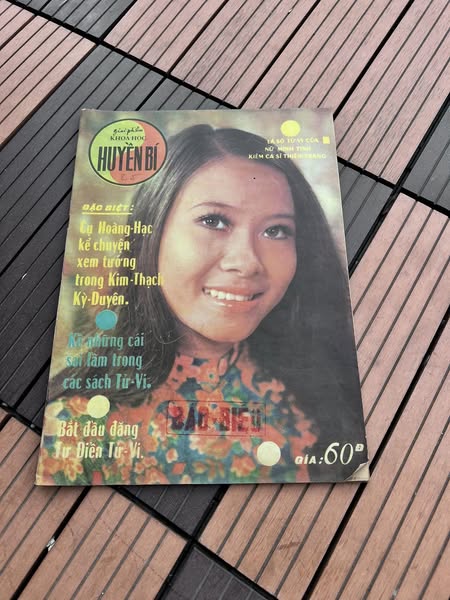 giai phẩm
KHOA HỌC
HUYỀN BÍ
LÁ SỐ TỬ-VI CỦA
NỮ MINH TINH
KIÊM CA SĨ THIÊN TRANG
ĐẶC BIỆT:
Cụ Hoàng-Hạc
kể chuyện
xem tướng
trong Kim-Thạch
Kỳ-Duyên.
những cái
sai lầm trong
các sách Tử-Vi.
Bắt đầu đăng
Tự Điển Tử-Vi.
BÁO-BIẾU
GIÁ: 60đ